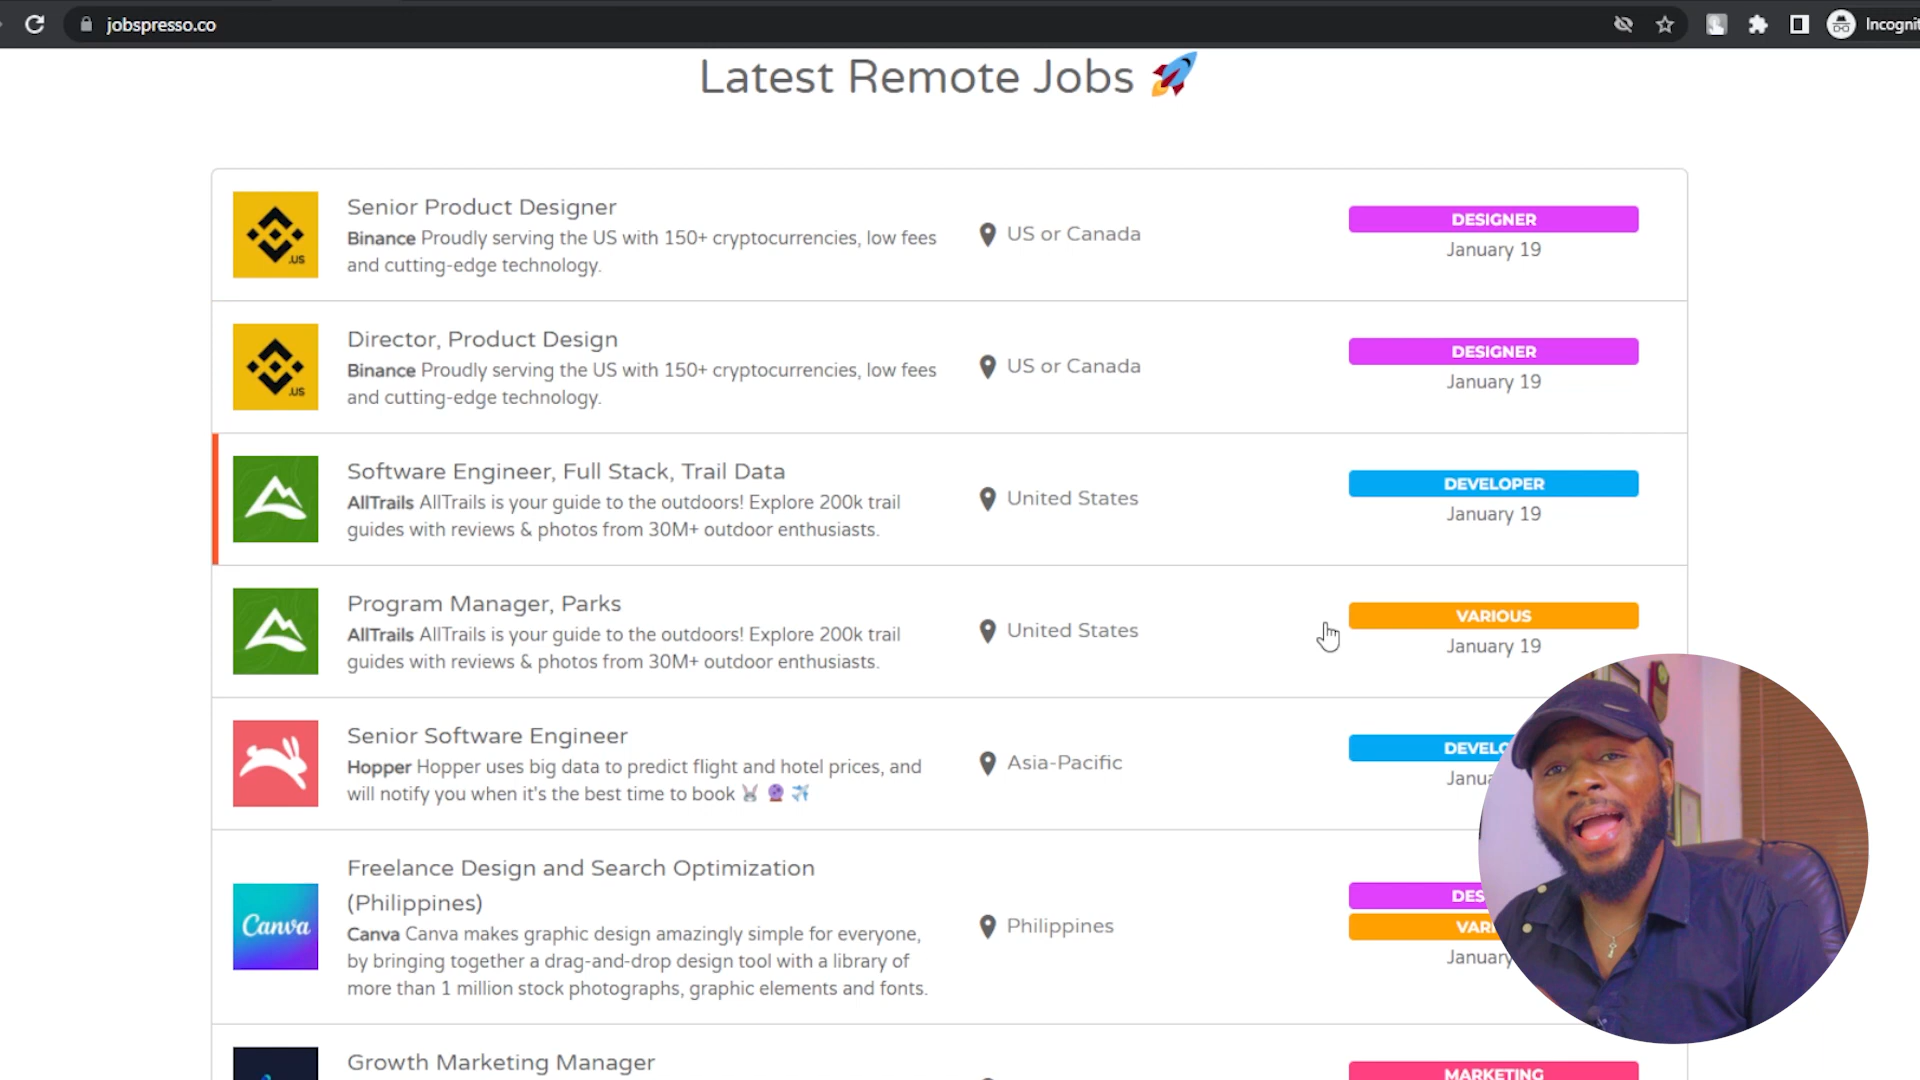 jobspresso.co
Latest Remote Jobs 🚀
.US
Senior Product Designer
Binance Proudly serving the US with 150+ cryptocurrencies, low fees
and cutting-edge technology.
US or Canada
DESIGNER
January 19
.US
Director, Product Design
Binance Proudly serving the US with 150+ cryptocurrencies, low fees
and cutting-edge technology.
US or Canada
DESIGNER
January 19
Software Engineer, Full Stack, Trail Data
AllTrails AllTrails is your guide to the outdoors! Explore 200k trail
guides with reviews & photos from 30M+ outdoor enthusiasts.
United States
DEVELOPER
January 19
Program Manager, Parks
AllTrails AllTrails is your guide to the outdoors! Explore 200k trail
guides with reviews & photos from 30M+ outdoor enthusiasts.
United States
VARIOUS
January 19
Senior Software Engineer
Hopper Hopper uses big data to predict flight and hotel prices, and
will notify you when it's the best time to book 🐰 🔮 ✈️
Asia-Pacific
Canva
Freelance Design and Search Optimization
(Philippines)
Canva Canva makes graphic design amazingly simple for everyone,
by bringing together a drag-and-drop design tool with a library of
more than 1 million stock photographs, graphic elements and fonts.
Philippines
January
Growth Marketing Manager
MARKETING